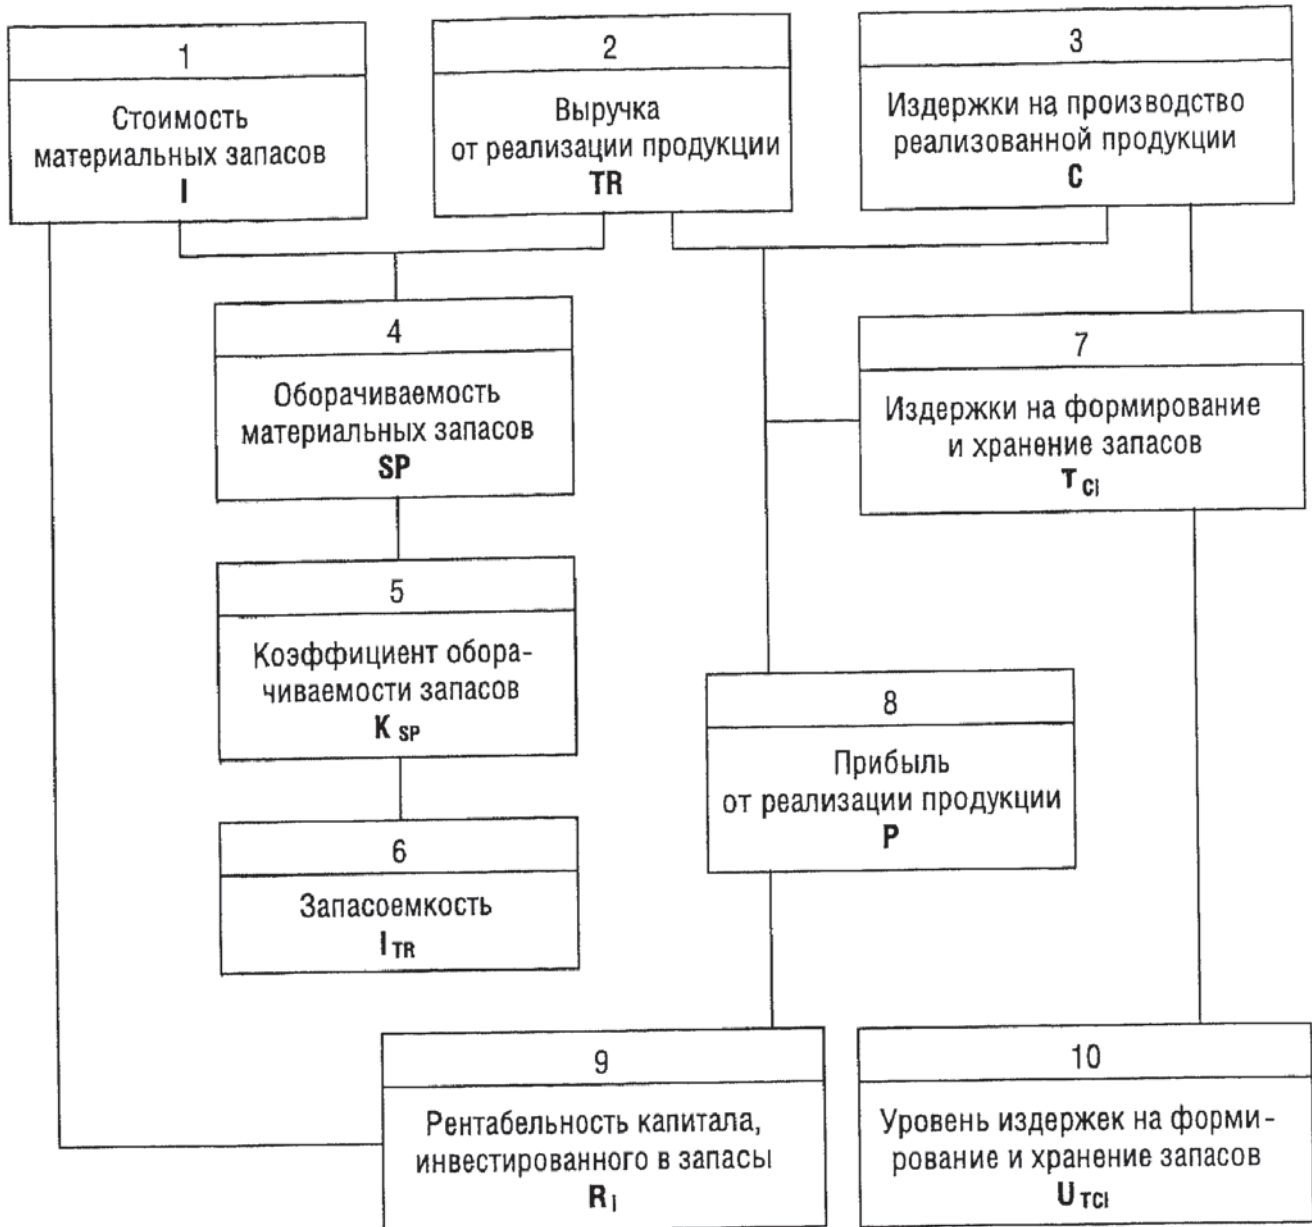 1
Стоимость
материальных запасов
I
2
Выручка
от реализации продукции
TR
3
Издержки на производство
реализованной продукции
C
4
Оборачиваемость
материальных запасов
SP
7
Издержки на формирование
и хранение запасов
T CI
5
Коэффициент обора-
чиваемости запасов
K SP
8
Прибыль
от реализации продукции
P
6
Запасоемкость
I TR
9
Рентабельность капитала,
инвестированного в запасы
R I
10
Уровень издержек на форми-
рование и хранение запасов
U TCI